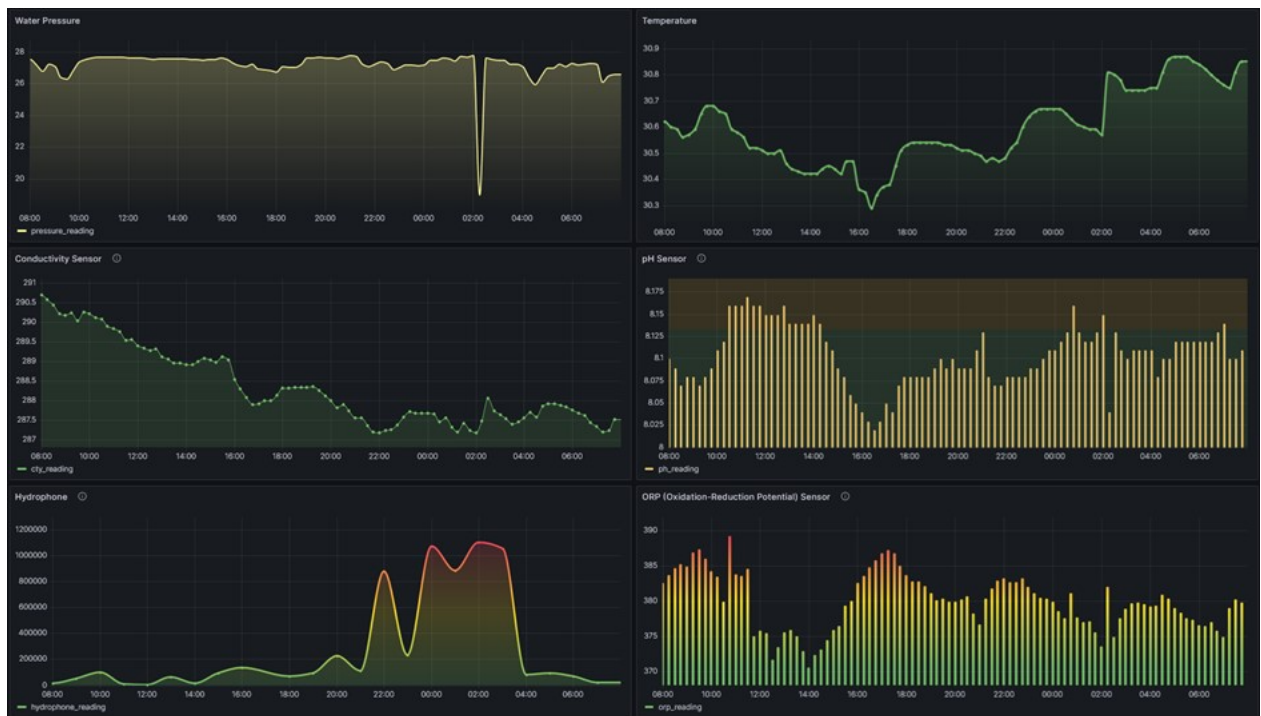 Water Pressure
28
26
24
22
20
08:00 10:00 12:00 14:00 16:00 18:00 20:00 22:00 00:00 02:00 04:00 06:00
pressure_reading
Temperature
30.9
30.8
30.7
30.6
30.5
30.4
30.3
08:00 10:00 12:00 14:00 16:00 18:00 20:00 22:00 00:00 02:00 04:00 06:00
Conductivity Sensor
291
290.5
290
289.5
289
288.5
288
287.5
287
08:00 10:00 12:00 14:00 16:00 18:00 20:00 22:00 00:00 02:00 04:00 06:00
cty_reading
pH Sensor
8.175
8.15
8.125
8.1
8.075
8.05
8.025
8
08:00 10:00 12:00 14:00 16:00 18:00 20:00 22:00 00:00 02:00 04:00 06:00
ph_reading
Hydrophone
1200000
1000000
800000
600000
400000
200000
0
08:00 10:00 12:00 14:00 16:00 18:00 20:00 22:00 00:00 02:00 04:00 06:00
hydrophone_reading
ORP (Oxidation-Reduction Potential) Sensor
390
385
380
375
370
08:00 10:00 12:00 14:00 16:00 18:00 20:00 22:00 00:00 02:00 04:00 06:00
orp_reading